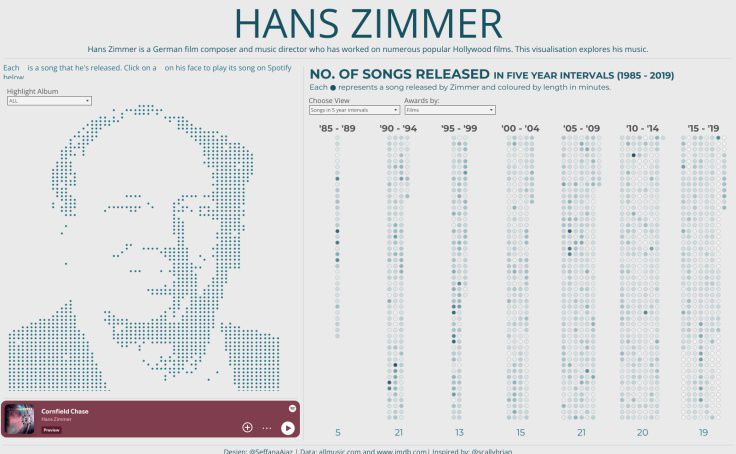 HANS ZIMMER
Hans Zimmer is a German film composer and music director who has worked on numerous popular Hollywood films. This visualisation explores his music.
Each is a song that he's released. Click on a on his face to play its song on Spotify
below
Highlight Album
ALL
Cornfield Chase
Hans Zimmer
Preview
NO. OF SONGS RELEASED IN FIVE YEAR INTERVALS (1985 - 2019)
Each represents a song released by Zimmer and coloured by length in minutes.
Choose View Awards by:
Songs in 5 year intervals Films
'85 - '89 '90 - '94 '95 - '99 '00 - '04 '05 - '09 '10 - '14 '15 - '19
5 21 13 15 21 20 19
Design: @SeffanaAjaz | Data: allmusic.com and www.imdb.com| Inspired by: @scallybrian